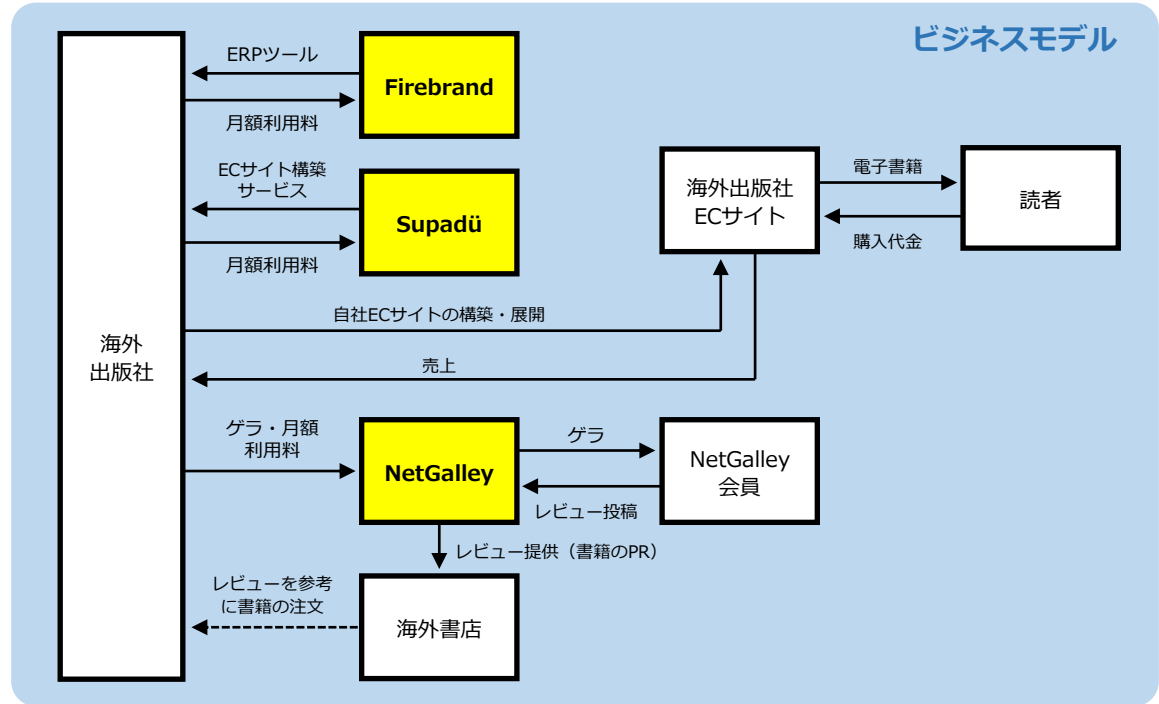 ビジネスモデル
ERPツール
Firebrand
月額利用料
ECサイト構築
サービス
Supadü
月額利用料
海外出版社
ECサイト
電子書籍
読者
購入代金
自社ECサイトの構築・展開
海外
出版社
売上
ゲラ・月額
利用料
NetGalley
ゲラ
NetGalley
会員
レビュー投稿
レビュー提供（書籍のPR）
レビューを参考
に書籍の注文
海外書店